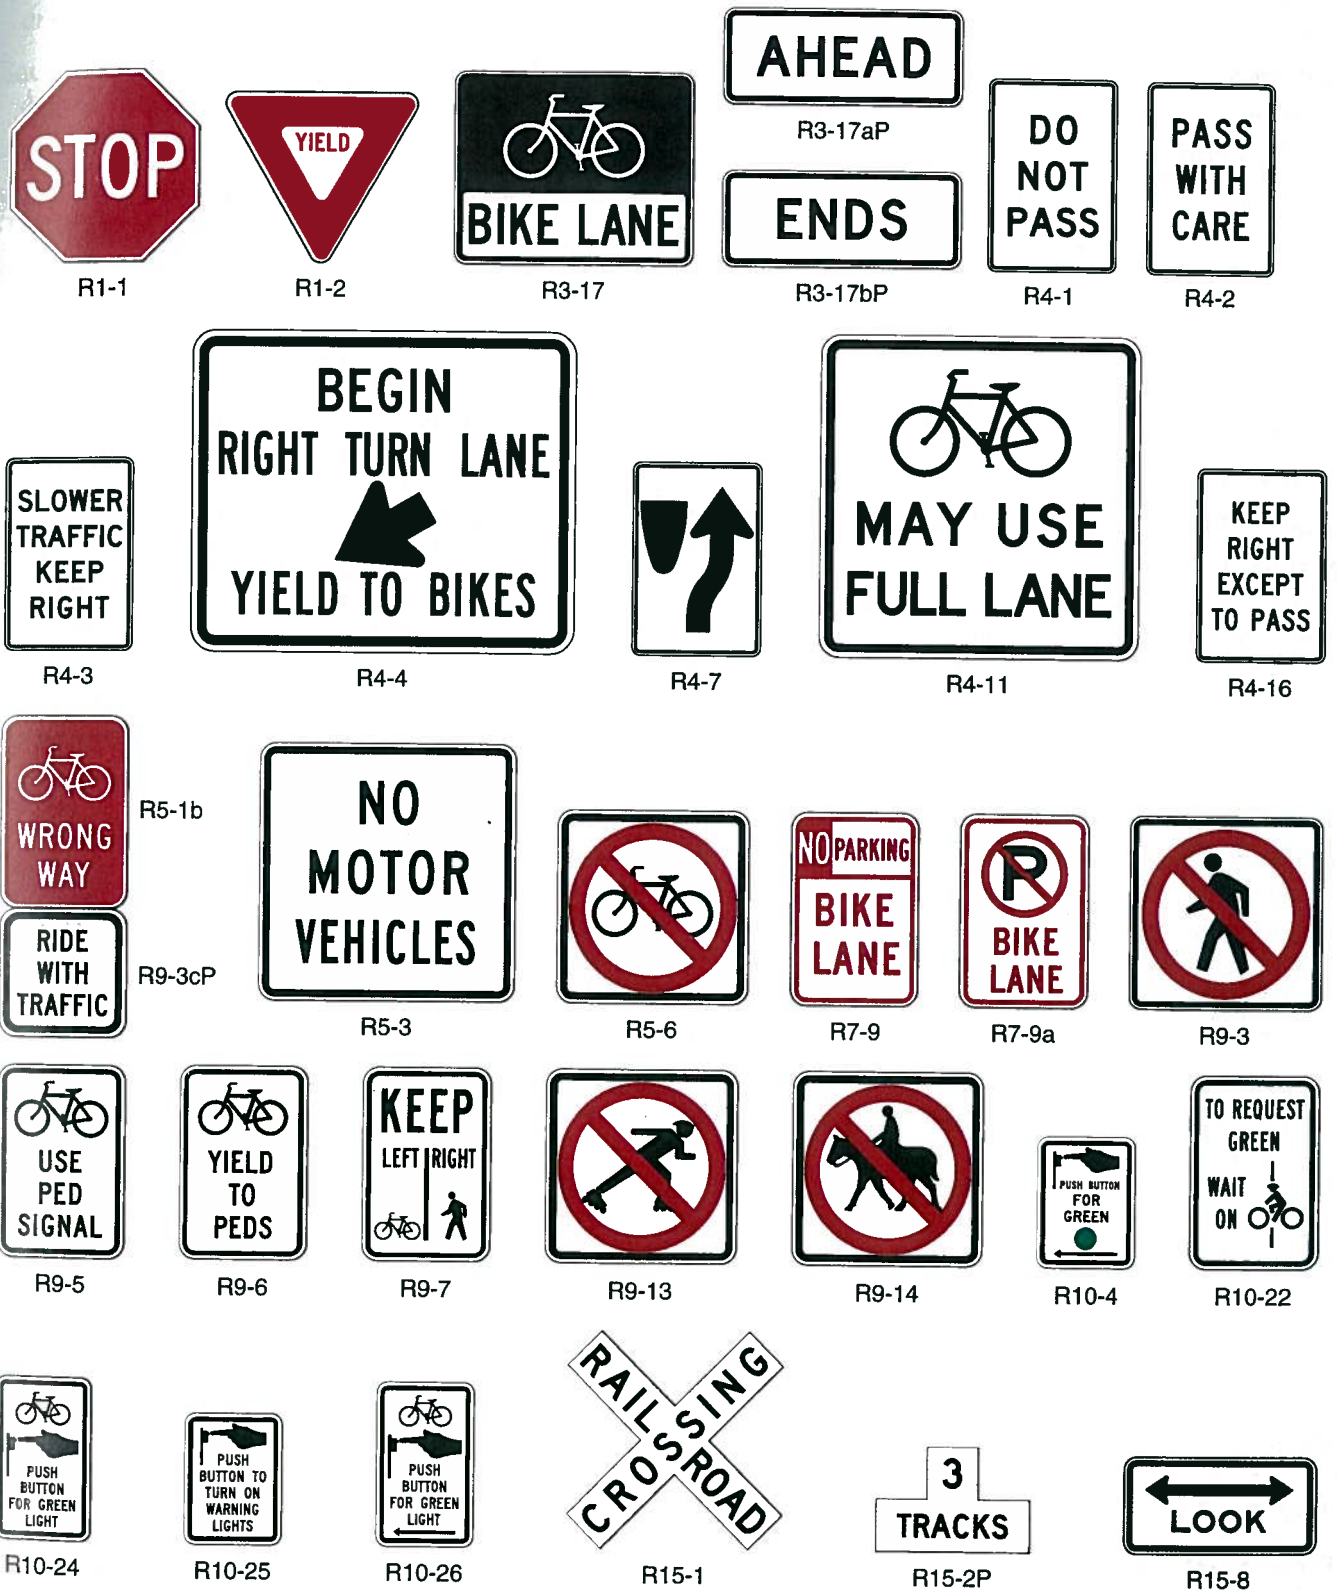 STOP
R1-1
YIELD
R1-2
BIKE LANE
R3-17
AHEAD
R3-17aP
ENDS
R3-17bP
DO
NOT
PASS
R4-1
PASS
WITH
CARE
R4-2
SLOWER
TRAFFIC
KEEP
RIGHT
R4-3
BEGIN
RIGHT TURN LANE
YIELD TO BIKES
R4-4
R4-7
MAY USE
FULL LANE
R4-11
KEEP
RIGHT
EXCEPT
TO PASS
R4-16
WRONG
WAY
R5-1b
RIDE
WITH
TRAFFIC
R9-3cP
NO
MOTOR
VEHICLES
R5-3
R5-6
NO PARKING
BIKE
LANE
R7-9
P
BIKE
LANE
R7-9a
R9-3
USE
PED
SIGNAL
R9-5
YIELD
TO
PEDS
R9-6
KEEP
LEFT RIGHT
R9-7
R9-13
R9-14
PUSH BUTTON
FOR
GREEN
R10-4
TO REQUEST
GREEN
WAIT
ON
R10-22
PUSH
BUTTON
FOR GREEN
LIGHT
R10-24
PUSH
BUTTON TO
TURN ON
WARNING
LIGHTS
R10-25
PUSH
BUTTON
FOR GREEN
LIGHT
R10-26
RAILROAD
CROSSING
R15-1
3
TRACKS
R15-2P
LOOK
R15-8